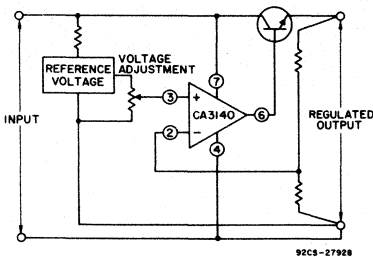 VOLTAGE
ADJUSTMENT
REFERENCE
VOLTAGE
7
3
+
CA3140
6
2
−
4
INPUT
REGULATED
OUTPUT
92CS-27928